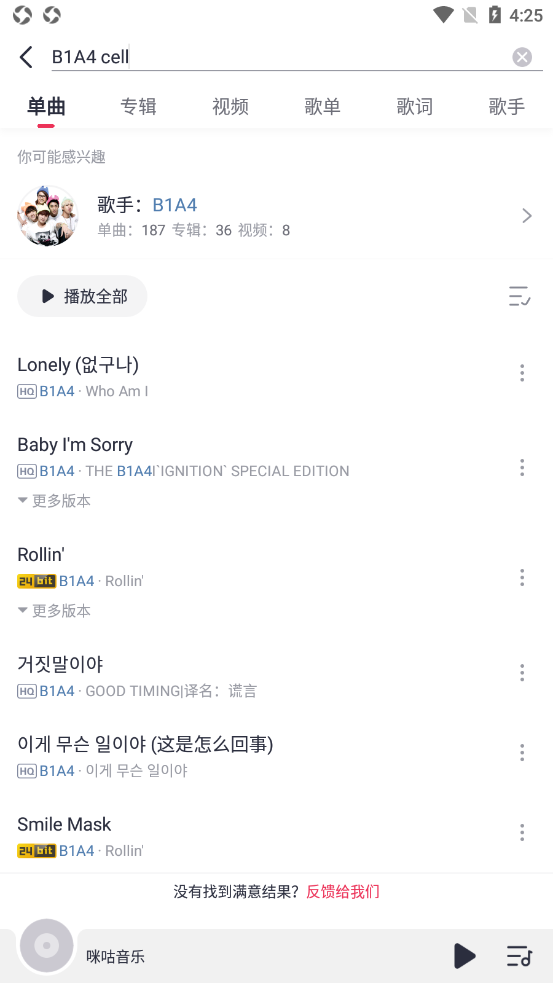 4:25
B1A4 cell
单曲 专辑 视频 歌单 歌词 歌手
你可能感兴趣
歌手：B1A4
单曲：187 专辑：36 视频：8
播放全部
Lonely (없구나)
HQ B1A4 · Who Am I
Baby I'm Sorry
HQ B1A4 · THE B1A4Ⅰ`IGNITION` SPECIAL EDITION
更多版本
Rollin'
24bit B1A4 · Rollin'
更多版本
거짓말이야
HQ B1A4 · GOOD TIMING|译名：谎言
이게 무슨 일이야 (这是怎么回事)
HQ B1A4 · 이게 무슨 일이야
Smile Mask
24bit B1A4 · Rollin'
没有找到满意结果？反馈给我们
咪咕音乐